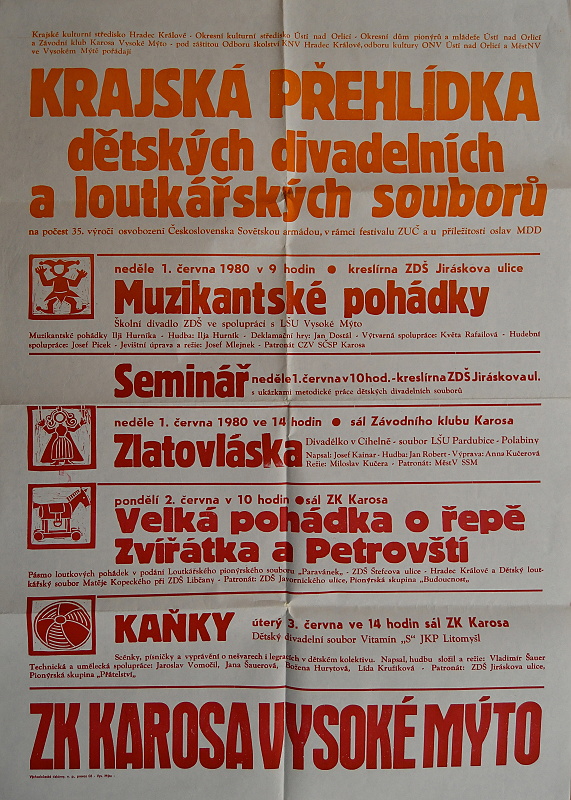 Krajské kulturní středisko Hradec Králové - Okresní kulturní středisko Ústí nad Orlicí - Okresní dům pionýrů a mládeže Ústí nad Orlicí
a Závodní klub Karosa Vysoké Mýto - pod záštitou Odboru školství KNV Hradec Králové, odboru kultury ONV Ústí nad Orlicí a MěstNV
ve Vysokém Mýtě pořádají
KRAJSKÁ PŘEHLÍDKA
dětských divadelních
a loutkářských souborů
na počest 35. výročí osvobození Československa Sovětskou armádou, v rámci festivalu ZUČ a u příležitosti oslav MDD
neděle 1. června 1980 v 9 hodin ● kreslírna ZDŠ Jiráskova ulice
Muzikantské pohádky
Školní divadlo ZDŠ ve spolupráci s LŠU Vysoké Mýto
Muzikantské pohádky Ilji Hurníka - Hudba: Ilja Hurník - Deklamační hry: Jan Dostál - Výtvarná spolupráce: Květa Rafailová - Hudební
spolupráce: Josef Picek - Jevištní úprava a režie: Josef Mlejnek - Patronát CZV SČSP Karosa
Seminář neděle 1. června v 10 hod. - kreslírna ZDŠ Jiráskova ul.
s ukázkami metodické práce dětských divadelních souborů
neděle 1. června 1980 ve 14 hodin ● sál Závodního klubu Karosa
Zlatovláska Divadélko v Cihelně - soubor LŠU Pardubice - Polabiny
Napsal: Josef Kainar - Hudba: Jan Robert - Výprava: Anna Kučerová
Režie: Miloslav Kučera - Patronát: MěstV SSM
pondělí 2. června v 10 hodin ● sál ZK Karosa
Velká pohádka o řepě
Zvířátka a Petrovští
Pásmo loutkových pohádek v podání Loutkářského pionýrského souboru „Paravánek„ - ZDŠ Štefcova ulice - Hradec Králové a Dětský lout-
kářský soubor Matěje Kopeckého při ZDŠ Libčany - Patronát: ZDŠ Javornického ulice, Pionýrská skupina „Budoucnost„
KAŇKY úterý 3. června ve 14 hodin sál ZK Karosa
Dětský divadelní soubor Vitamín „S" JKP Litomyšl
Scénky, písničky a vyprávění o nešvarech i legracích v dětském kolektivu. Napsal, hudbu složil a režie: Vladimír Šauer
Technická a umělecká spolupráce: Jaroslav Vomočil, Jana Šauerová, Božena Hurytová, Lída Kružíková - Patronát: ZDŠ Jiráskova ulice,
Pionýrská skupina „Přátelství„
ZK KAROSA VYSOKÉ MÝTO